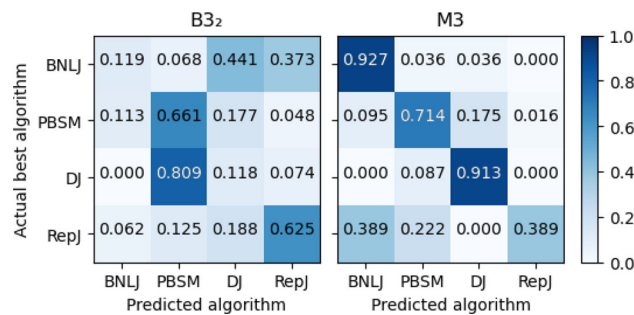 B3₂ M3
BNLJ 0.119 0.068 0.441 0.373 0.927 0.036 0.036 0.000 1.0
0.8
PBSM 0.113 0.661 0.177 0.048 0.095 0.714 0.175 0.016
0.6
DJ 0.000 0.809 0.118 0.074 0.000 0.087 0.913 0.000
0.4
RepJ 0.062 0.125 0.188 0.625 0.389 0.222 0.000 0.389
0.2
0.0
Actual best algorithm
BNLJ PBSM DJ RepJ BNLJ PBSM DJ RepJ
Predicted algorithm Predicted algorithm